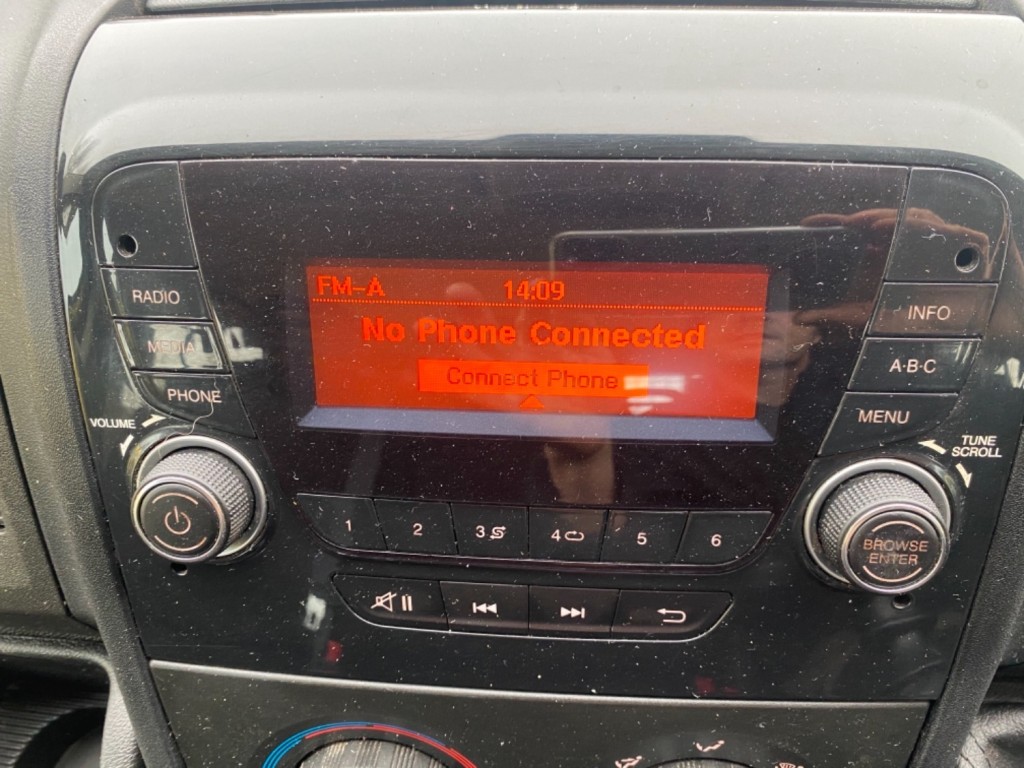 FM-A 14:09
No Phone Connected
Connect Phone
RADIO
MEDIA
PHONE
VOLUME
INFO
A·B·C
MENU
TUNE
SCROLL
BROWSE
ENTER
1 2 3 4 5 6